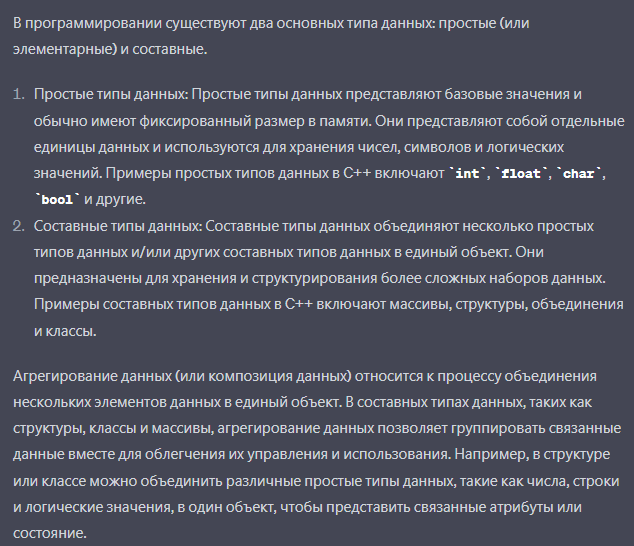 В программировании существуют два основных типа данных: простые (или
элементарные) и составные.
1. Простые типы данных: Простые типы данных представляют базовые значения и
обычно имеют фиксированный размер в памяти. Они представляют собой отдельные
единицы данных и используются для хранения чисел, символов и логических
значений. Примеры простых типов данных в C++ включают `int`, `float`, `char`,
`bool` и другие.
2. Составные типы данных: Составные типы данных объединяют несколько простых
типов данных и/или других составных типов данных в единый объект. Они
предназначены для хранения и структурирования более сложных наборов данных.
Примеры составных типов данных в C++ включают массивы, структуры, объединения
и классы.
Агрегирование данных (или композиция данных) относится к процессу объединения
нескольких элементов данных в единый объект. В составных типах данных, таких как
структуры, классы и массивы, агрегирование данных позволяет группировать связанные
данные вместе для облегчения их управления и использования. Например, в структуре
или классе можно объединить различные простые типы данных, такие как числа, строки
и логические значения, в один объект, чтобы представить связанные атрибуты или
состояние.